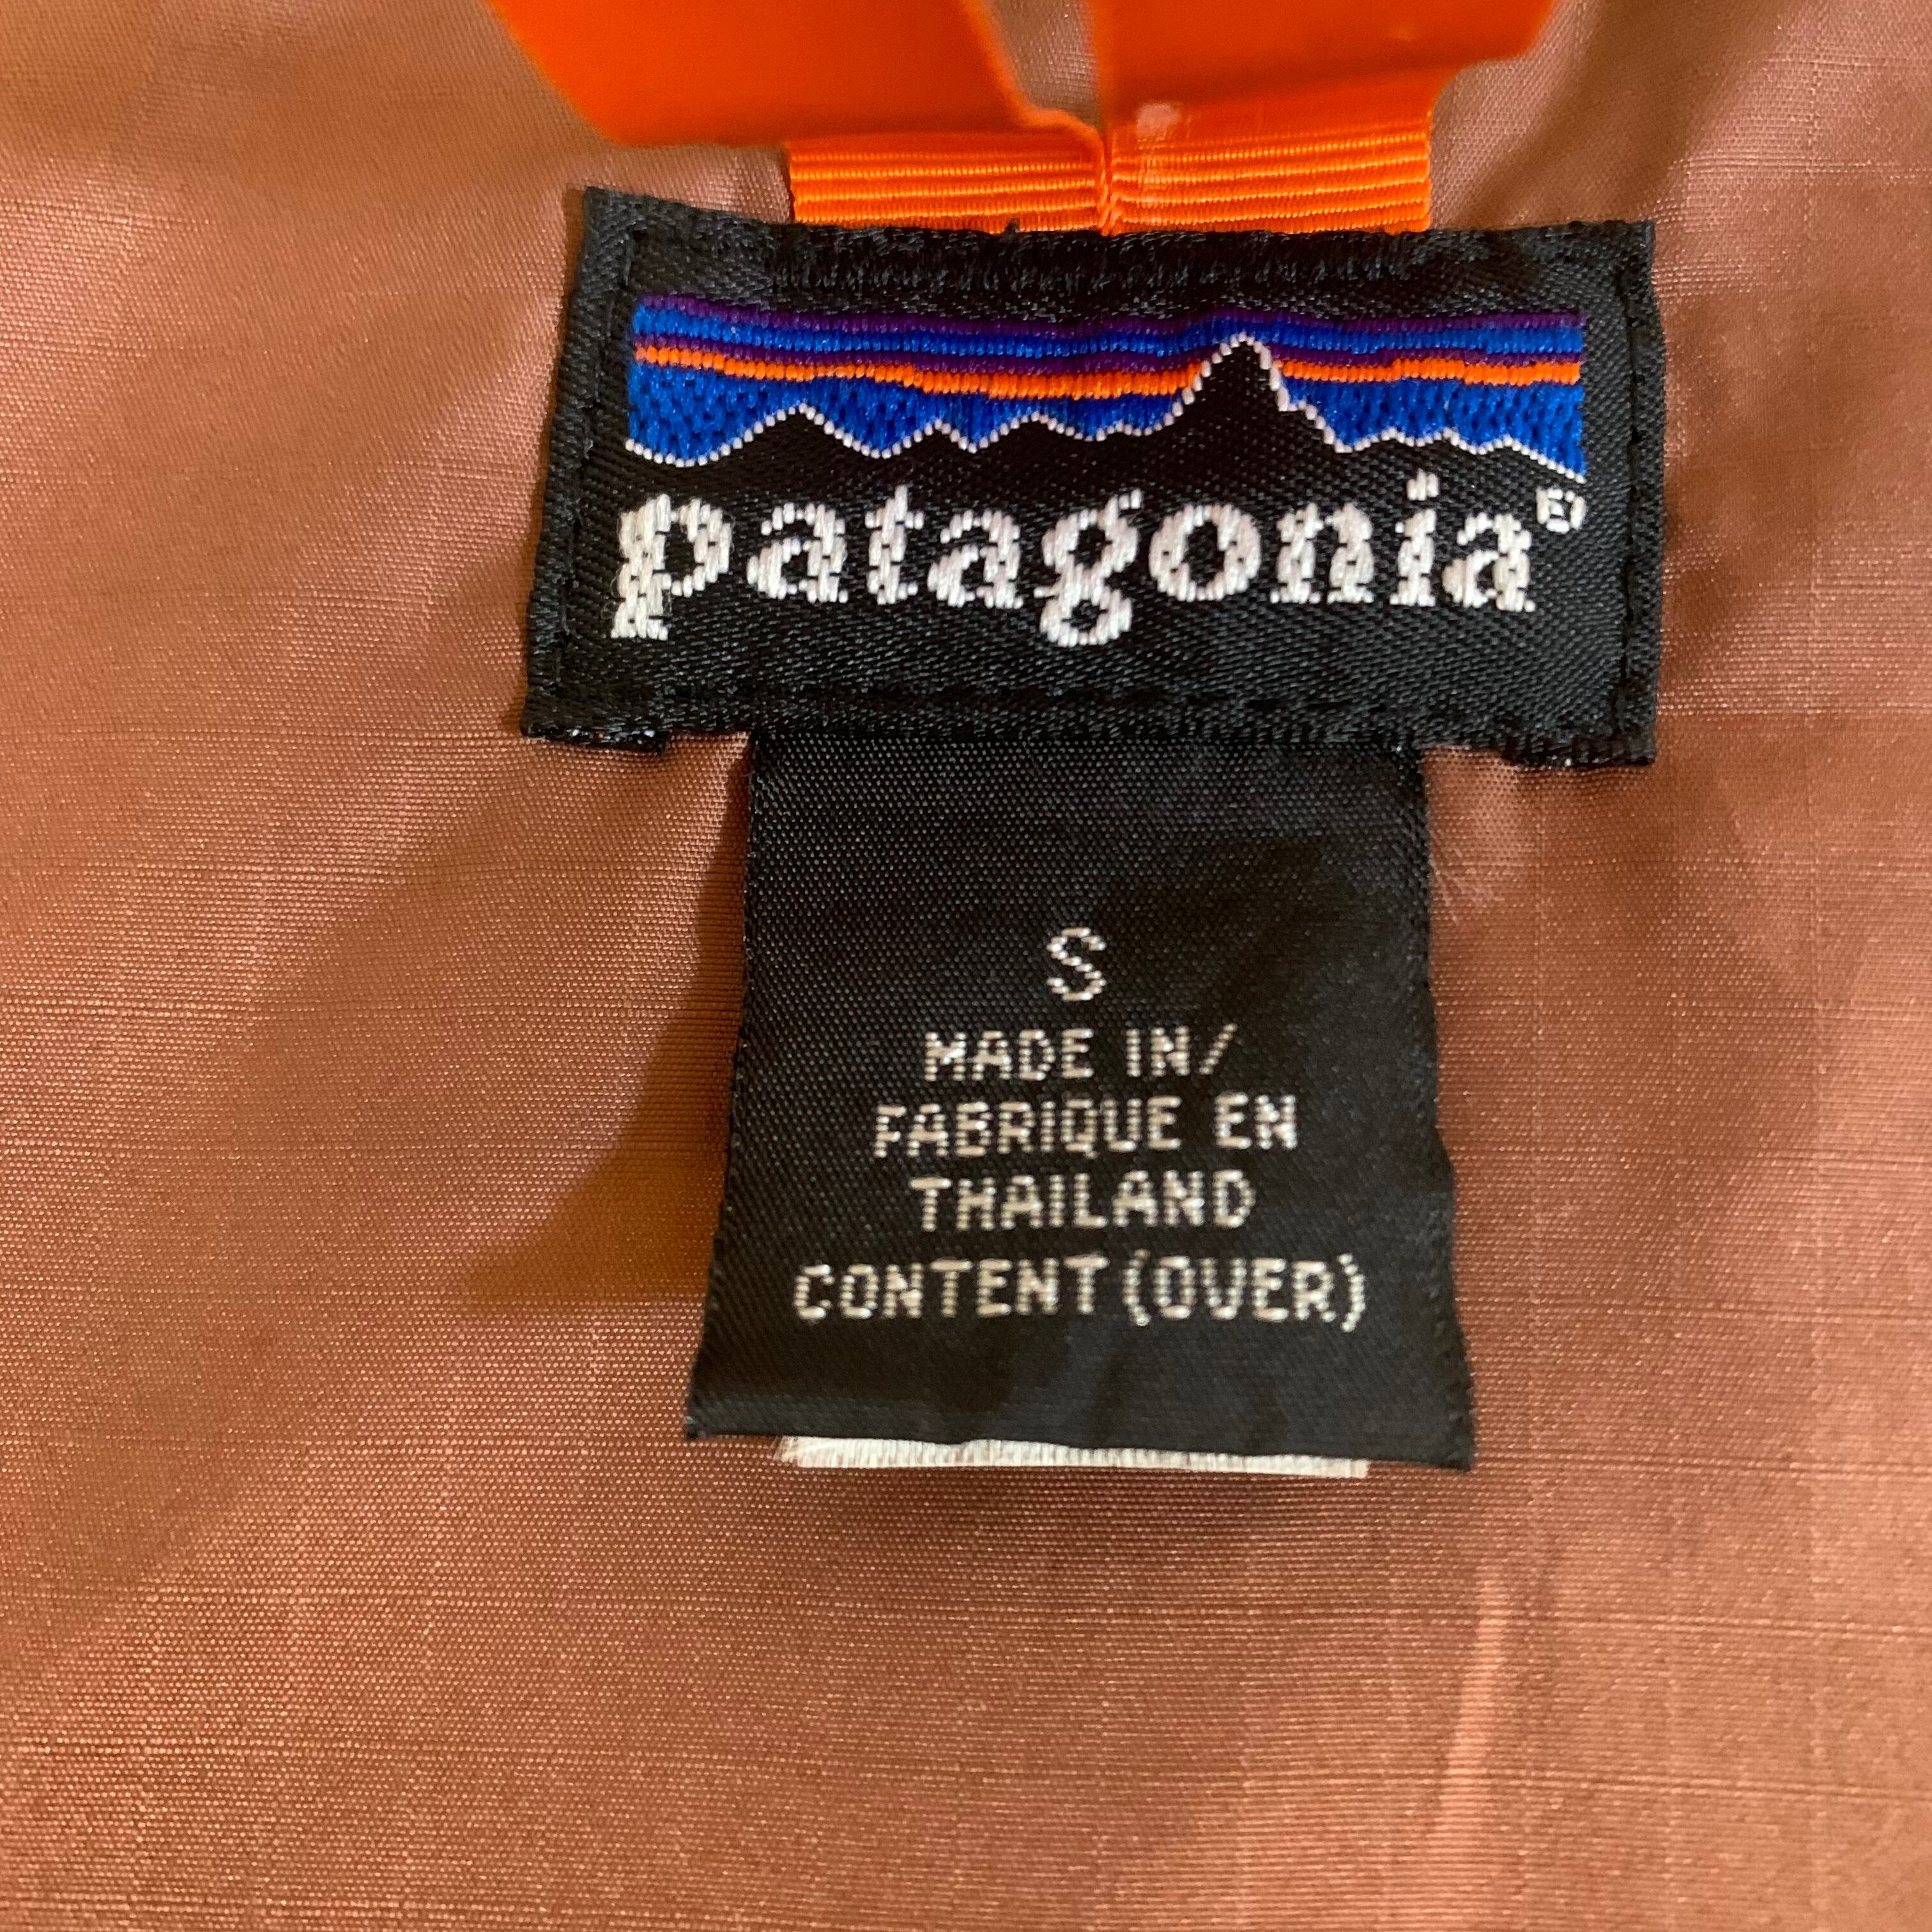 patagonia®
S
MADE IN/
FABRIQUE EN
THAILAND
CONTENT (OVER)